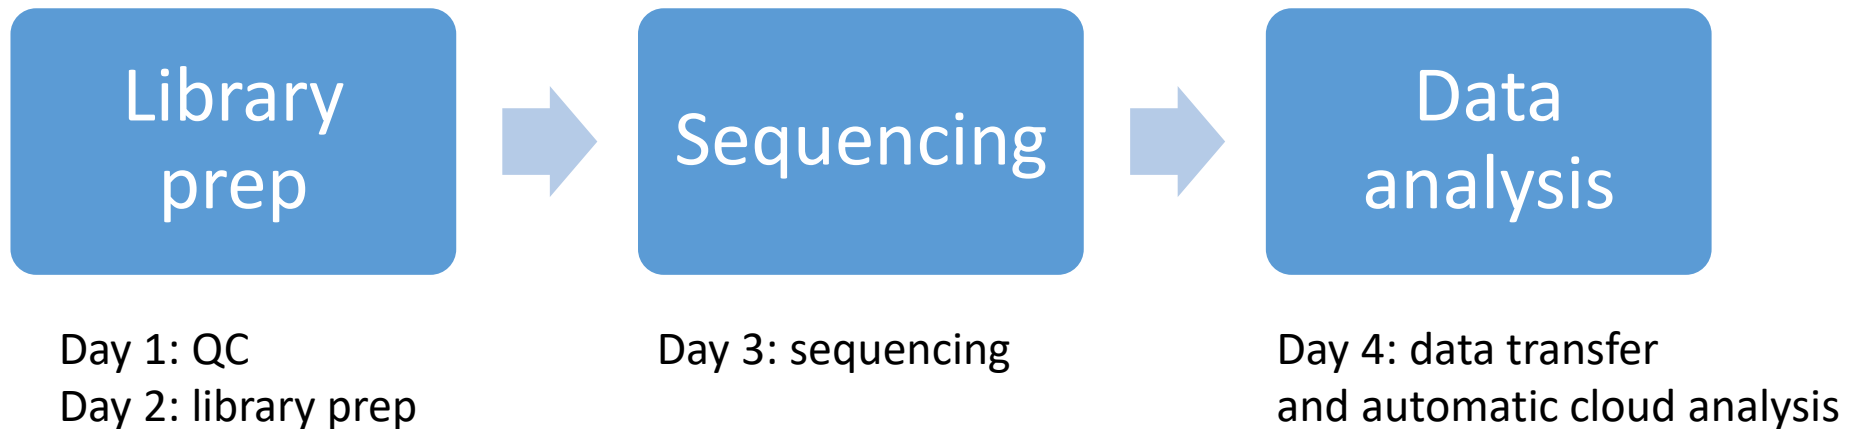 Library
prep
Sequencing
Data
analysis
Day 1: QC
Day 2: library prep
Day 3: sequencing
Day 4: data transfer
and automatic cloud analysis